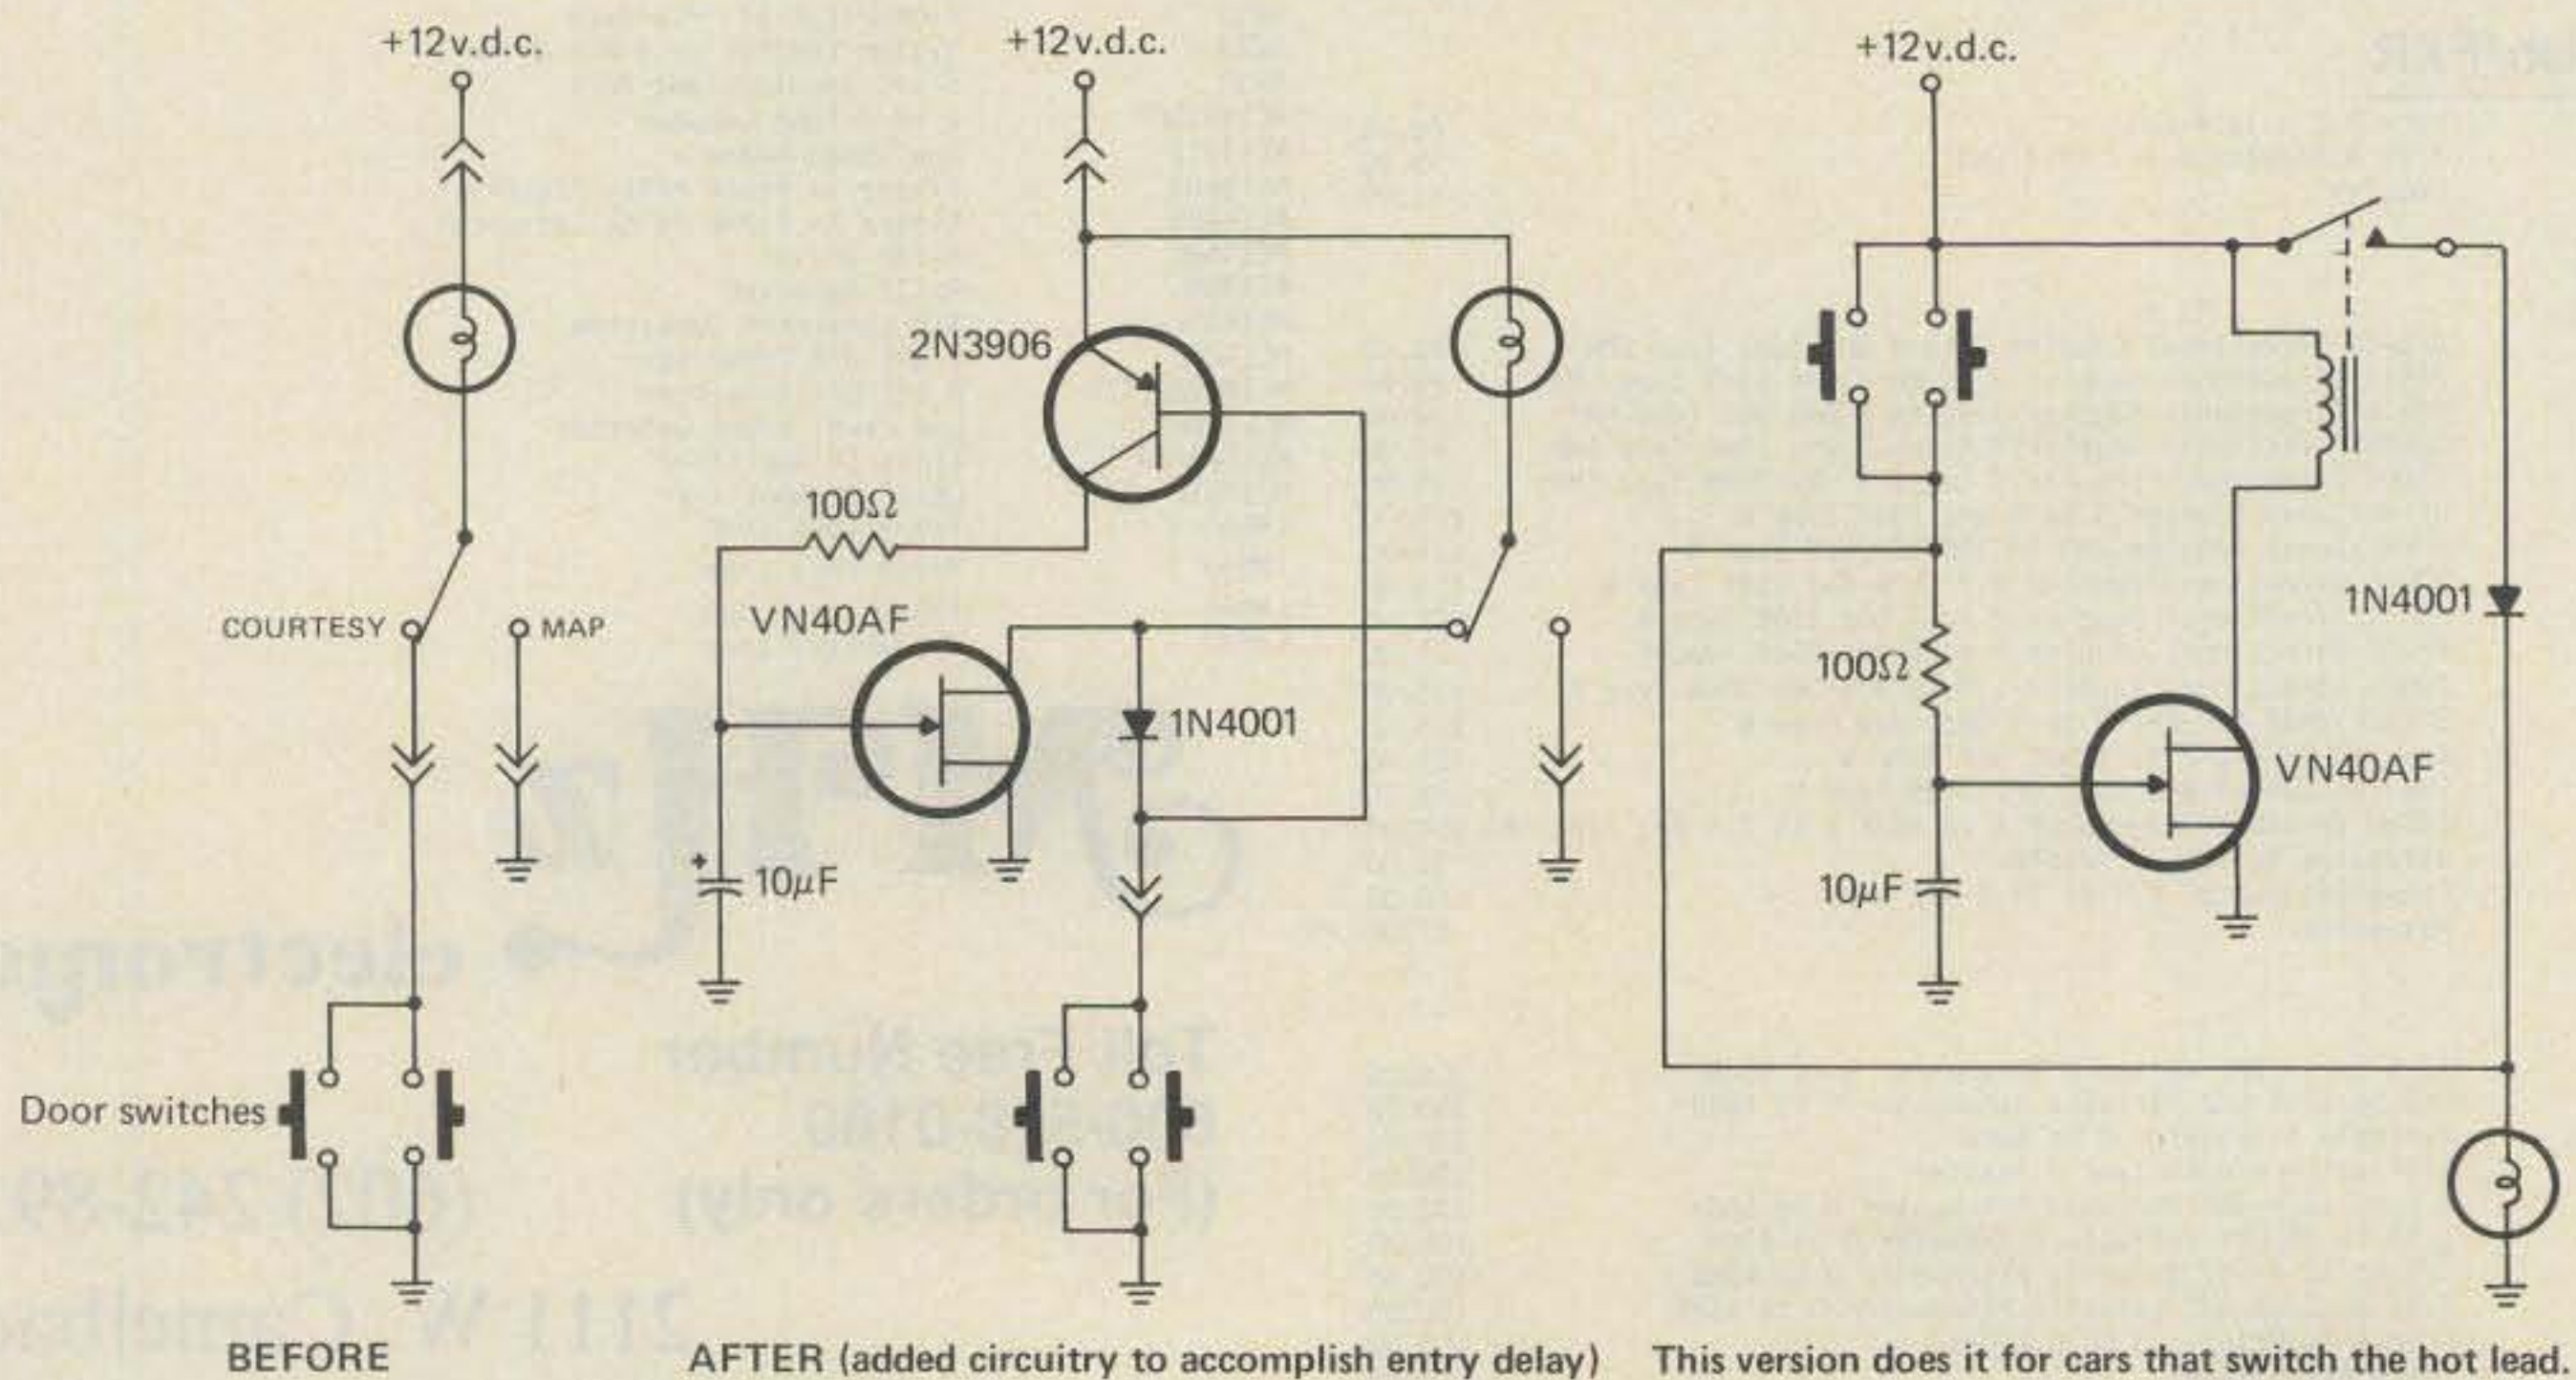 +12v.d.c.
COURTESY
MAP
Door switches
BEFORE
+12v.d.c.
2N3906
100Ω
VN40AF
1N4001
+
10μF
AFTER (added circuitry to accomplish entry delay)
+12v.d.c.
1N4001
100Ω
VN40AF
10μF
This version does it for cars that switch the hot lead.